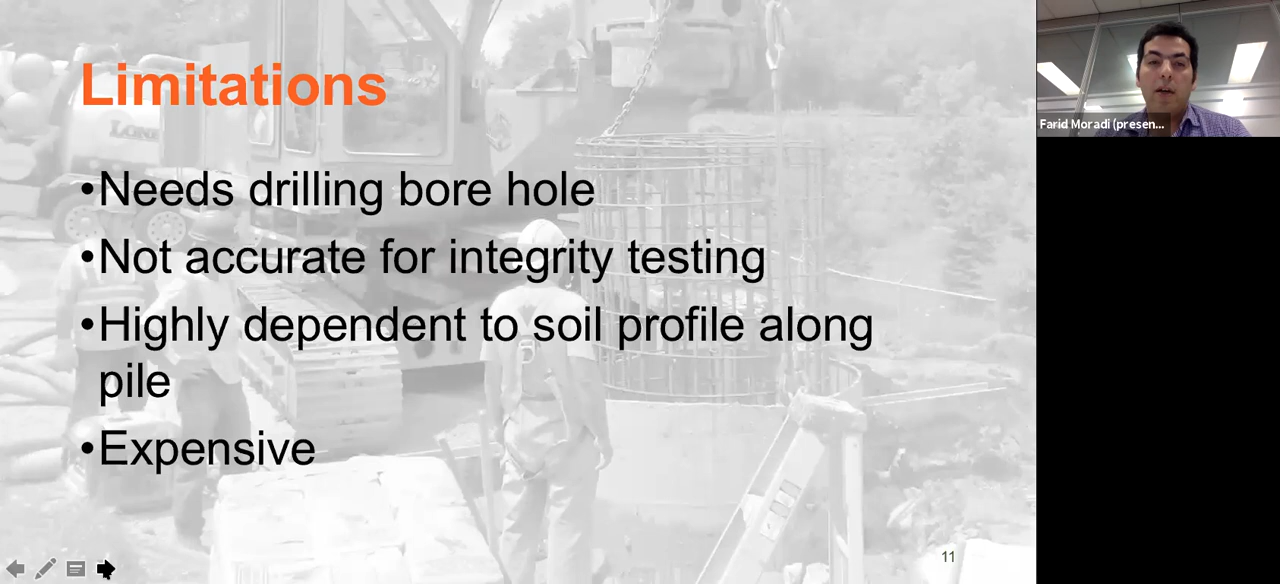 Limitations
•Needs drilling bore hole
•Not accurate for integrity testing
•Highly dependent to soil profile along
pile
•Expensive
11
Farid Moradi (presen...